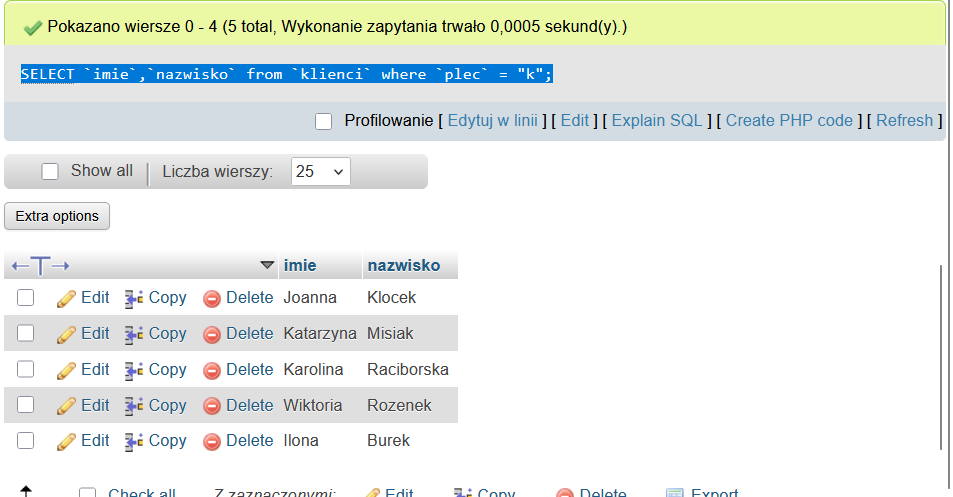 Pokazano wiersze 0 - 4 (5 total, Wykonanie zapytania trwało 0,0005 sekund(y).)
SELECT `imie`,`nazwisko` from `klienci` where `plec` = "k";
Profilowanie [ Edytuj w linii ] [ Edit ] [ Explain SQL ] [ Create PHP code ] [ Refresh ]
Show all Liczba wierszy: 25
Extra options
imie nazwisko
Edit Copy Delete Joanna Klocek
Edit Copy Delete Katarzyna Misiak
Edit Copy Delete Karolina Raciborska
Edit Copy Delete Wiktoria Rozenek
Edit Copy Delete Ilona Burek
Check all Z zaznaczonymi: Edit Copy Delete Export